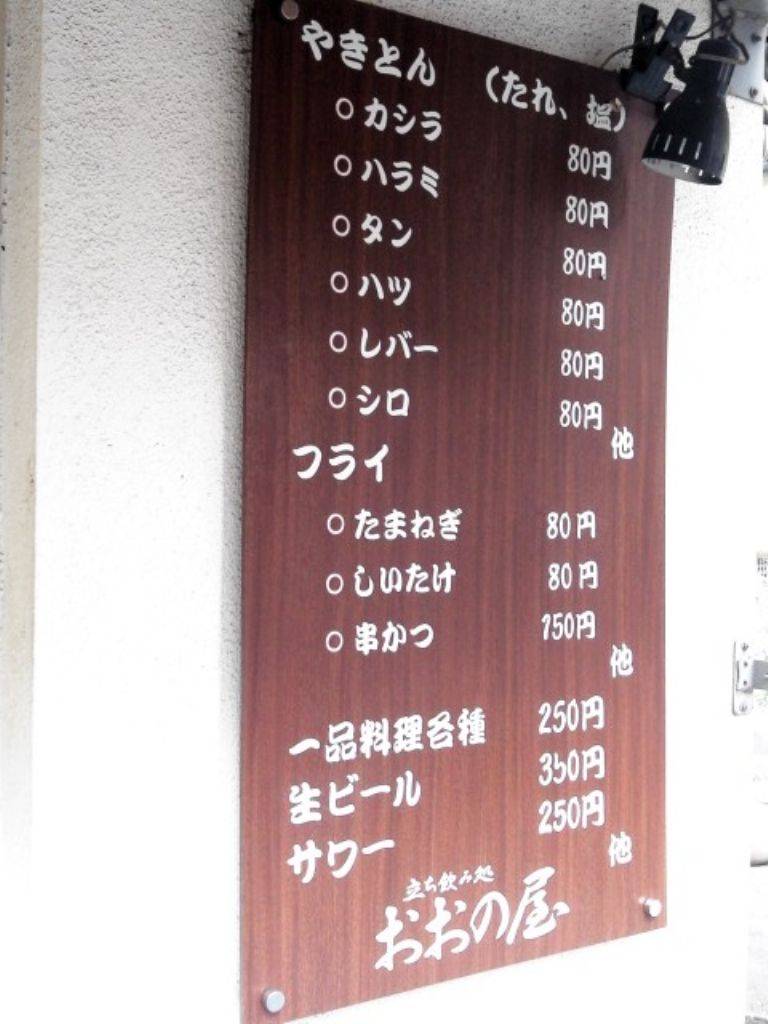 やきとん （たれ、塩）
○ カシラ 80円
○ ハラミ 80円
○ タン 80円
○ ハツ 80円
○ レバー 80円
○ シロ 80円
他
フライ
○ たまねぎ 80円
○ しいたけ 80円
○ 串かつ 150円
他
一品料理各種 250円
生ビール 350円
サワー 250円
他
立ち飲み処
おおの屋